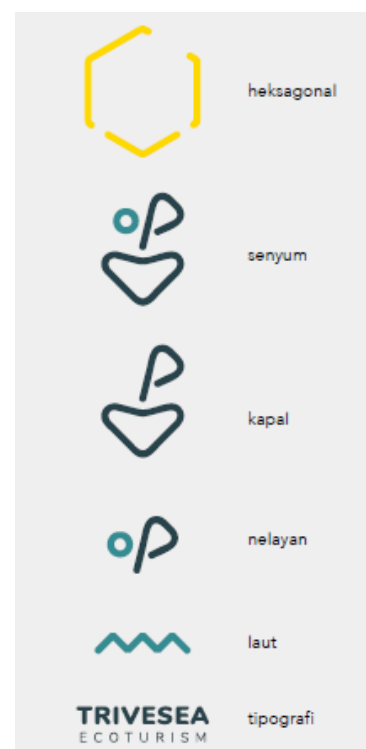 heksagonal
senyum
kapal
nelayan
laut
TRIVESEA
ECOTURISM
tipografi